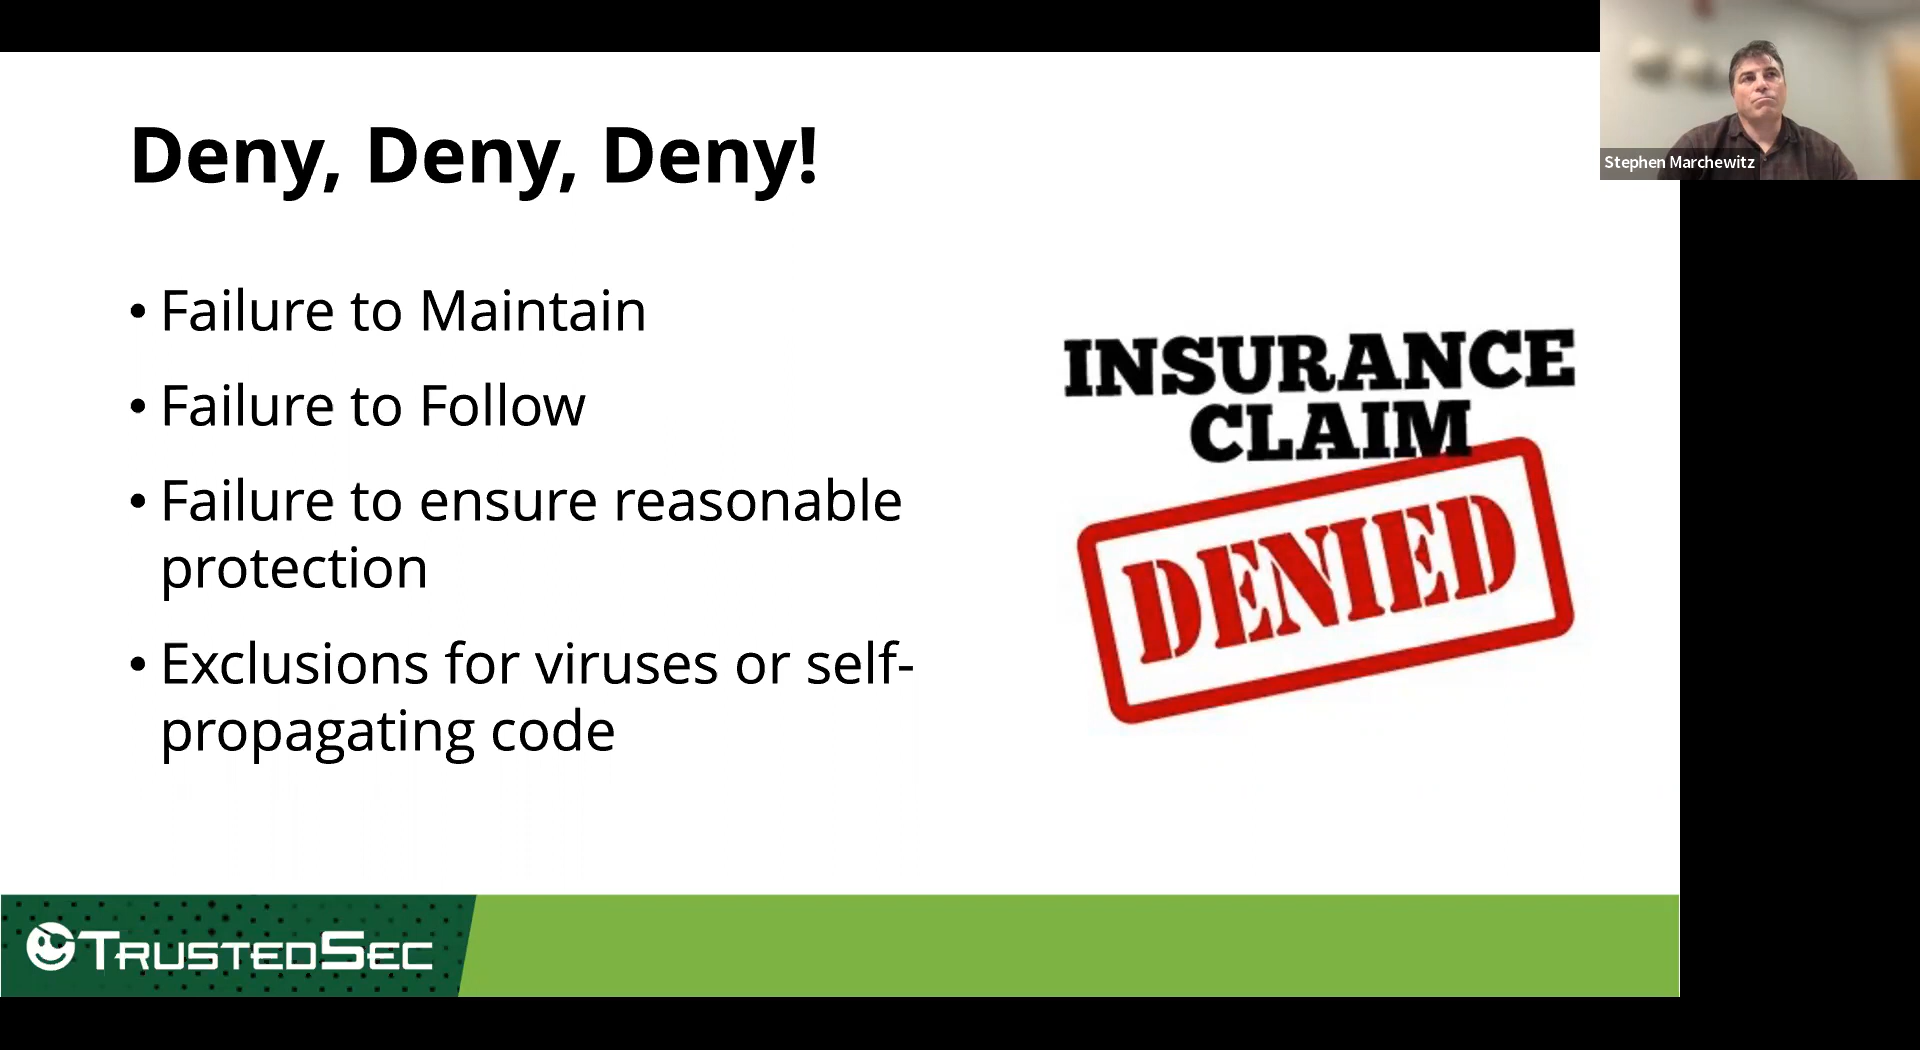 Deny, Deny, Deny!
• Failure to Maintain
• Failure to Follow
• Failure to ensure reasonable
protection
• Exclusions for viruses or self-
propagating code
INSURANCE
CLAIM
DENIED
Stephen Marchewitz
TRUSTEDSEC